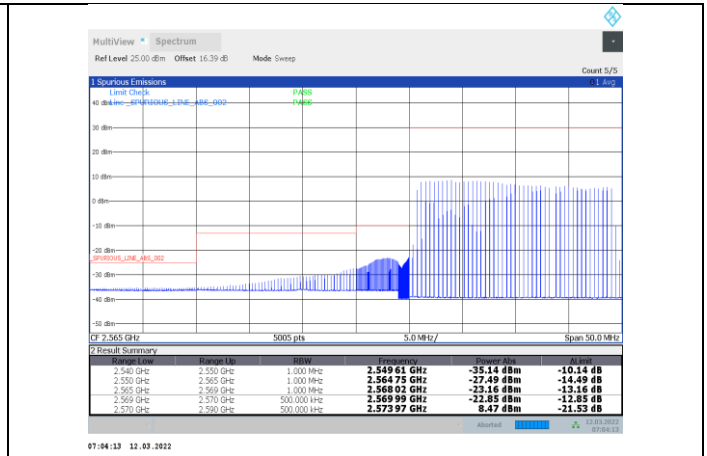 MultiView Spectrum
Ref Level 25.00 dBm Offset 16.39 dB Mode Sweep
Count 5/5
1 Spurious Emissions 1 Avg
Limit Check PASS
40 dBm Line _SPURIOUS_LINE_ABS_002 PASS
30 dBm
20 dBm
10 dBm
0 dBm
-10 dBm
-20 dBm
_SPURIOUS_LINE_ABS_002
-30 dBm
-40 dBm
-50 dBm
CF 2.565 GHz 5005 pts 5.0 MHz/ Span 50.0 MHz
2 Result Summary
Range Low Range Up RBW Frequency Power Abs ΔLimit
2.540 GHz 2.550 GHz 1.000 MHz 2.549 61 GHz -35.14 dBm -10.14 dB
2.550 GHz 2.565 GHz 1.000 MHz 2.564 75 GHz -27.49 dBm -14.49 dB
2.565 GHz 2.569 GHz 1.000 MHz 2.568 02 GHz -23.16 dBm -13.16 dB
2.569 GHz 2.570 GHz 500.000 kHz 2.569 99 GHz -22.85 dBm -12.85 dB
2.570 GHz 2.590 GHz 500.000 kHz 2.573 97 GHz 8.47 dBm -21.53 dB
Aborted 12.03.2022
07:04:13
07:04:13 12.03.2022